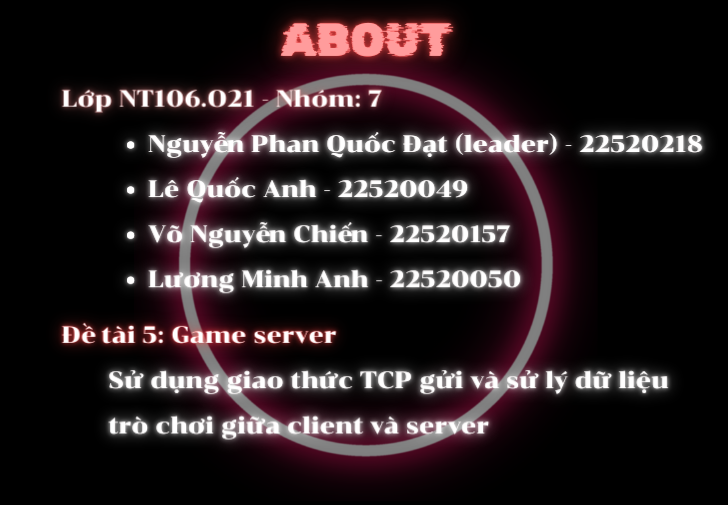 ABOUT
Lớp NT106.O21 - Nhóm: 7
• Nguyễn Phan Quốc Đạt (leader) - 22520218
• Lê Quốc Anh - 22520049
• Võ Nguyễn Chiến - 22520157
• Lương Minh Anh - 22520050
Đề tài 5: Game server
Sử dụng giao thức TCP gửi và sử lý dữ liệu
trò chơi giữa client và server